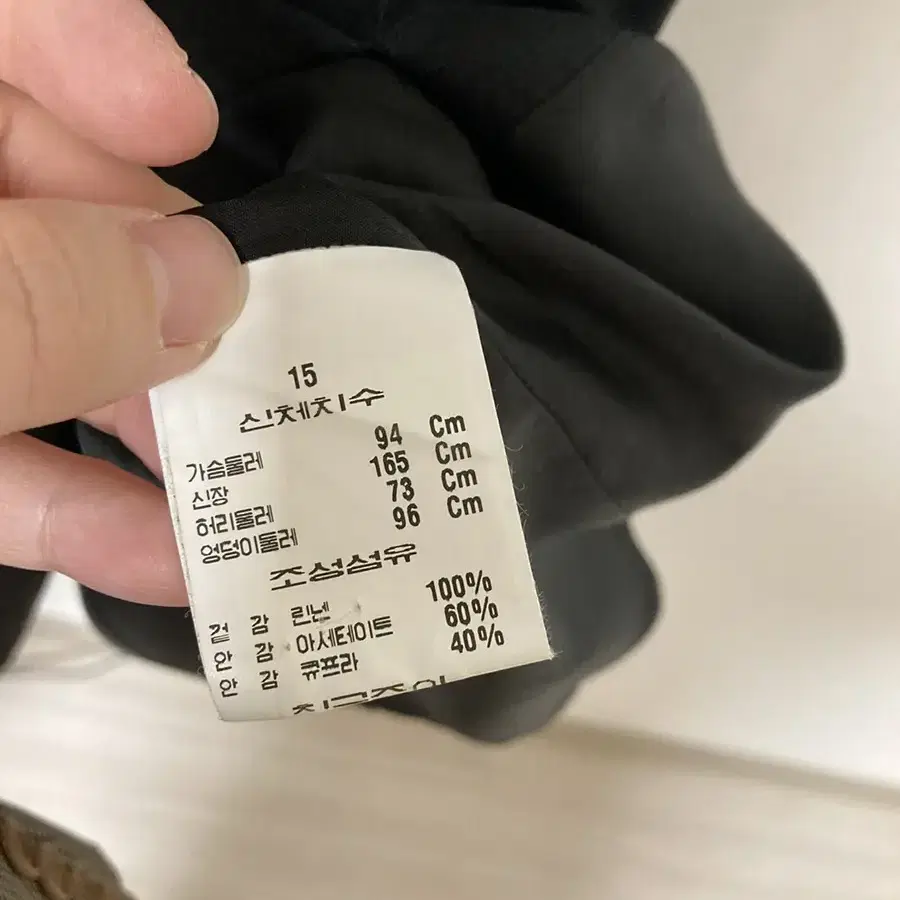 15
신체치수
가슴둘레 94 Cm
신장 165 Cm
허리둘레 73 Cm
엉덩이둘레 96 Cm
조성섬유
겉 감 린넨 100%
안 감 아세테이트 60%
안 감 큐프라 40%